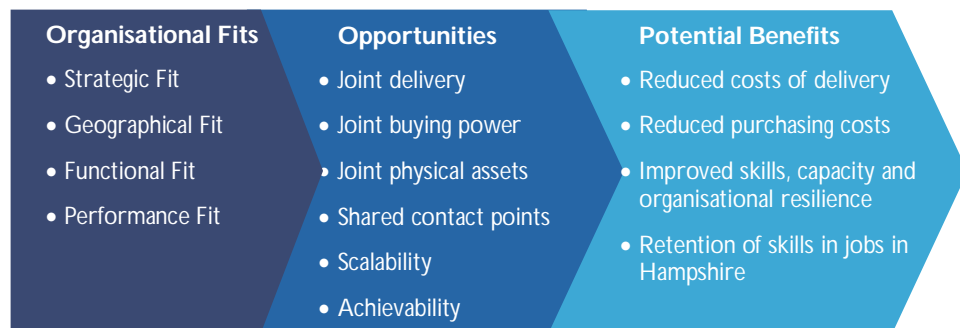 Organisational Fits
• Strategic Fit
• Geographical Fit
• Functional Fit
• Performance Fit
Opportunities
• Joint delivery
• Joint buying power
• Joint physical assets
• Shared contact points
• Scalability
• Achievability
Potential Benefits
• Reduced costs of delivery
• Reduced purchasing costs
• Improved skills, capacity and
organisational resilience
• Retention of skills in jobs in
Hampshire